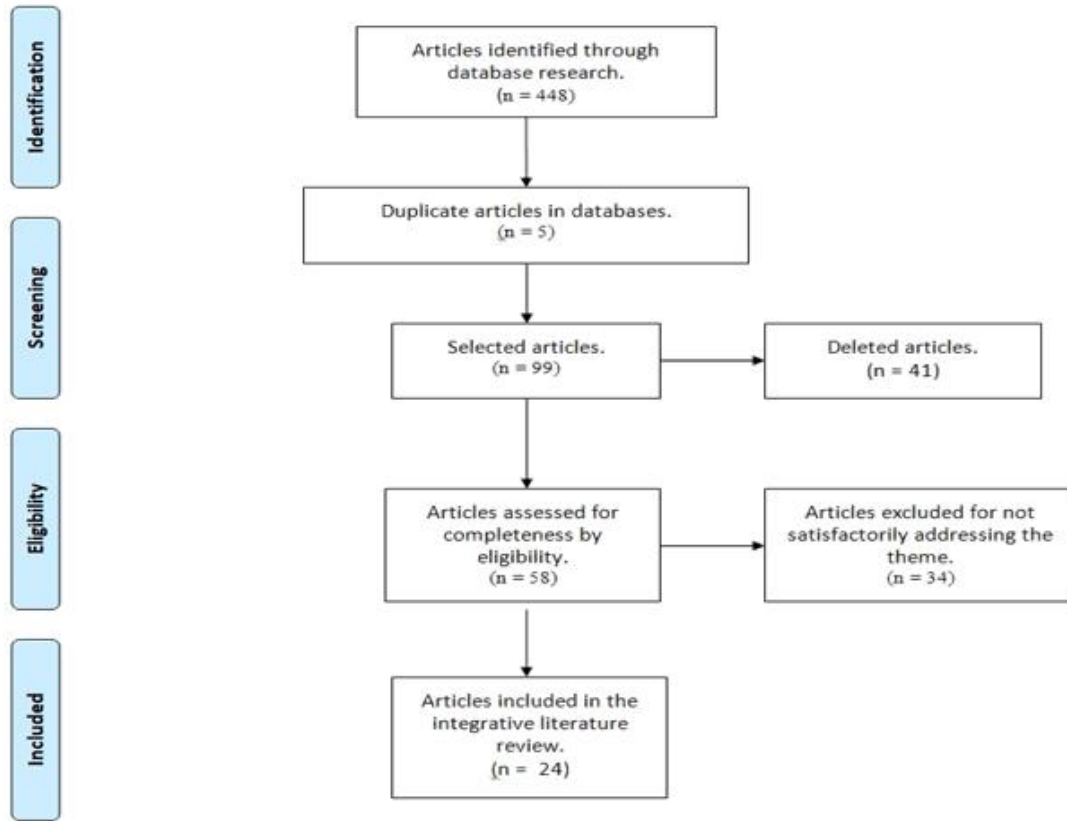 Identification
Articles identified through
database research.
(n = 448)
Duplicate articles in databases.
(n = 5)
Screening
Selected articles.
(n = 99)
Deleted articles.
(n = 41)
Eligibility
Articles assessed for
completeness by
eligibility.
(n = 58)
Articles excluded for not
satisfactorily addressing the
theme.
(n = 34)
Included
Articles included in the
integrative literature
review.
(n = 24)